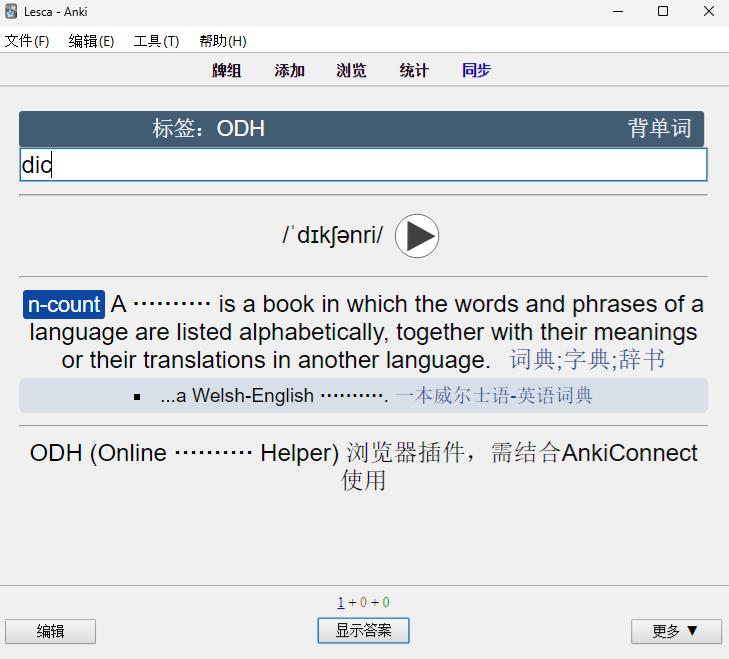 Lesca - Anki
文件(F) 编辑(E) 工具(T) 帮助(H)
牌组 添加 浏览 统计 同步
标签：ODH 背单词
dic
/ˈdɪkʃənri/
n-count A ·········· is a book in which the words and phrases of a
language are listed alphabetically, together with their meanings
or their translations in another language. 词典;字典;辞书
▪ ...a Welsh-English ··········. 一本威尔士语-英语词典
ODH (Online ·········· Helper) 浏览器插件，需结合AnkiConnect
使用
1 + 0 + 0
编辑 显示答案 更多 ▼